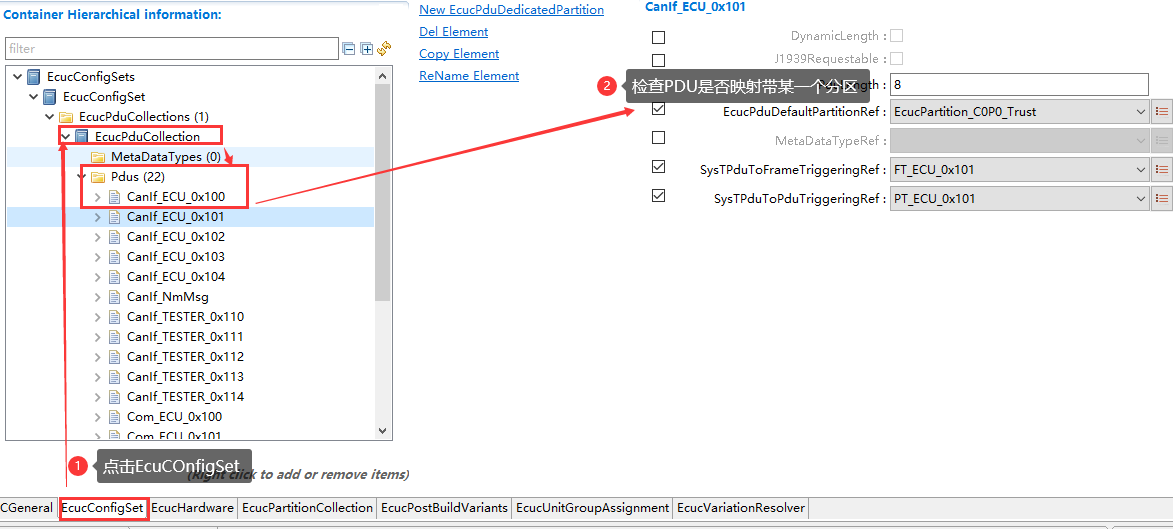 Container Hierarchical information:
filter
EcucConfigSets
EcucConfigSet
EcucPduCollections (1)
EcucPduCollection
MetaDataTypes (0)
Pdus (22)
CanIf_ECU_0x100
CanIf_ECU_0x101
CanIf_ECU_0x102
CanIf_ECU_0x103
CanIf_ECU_0x104
CanIf_NmMsg
CanIf_TESTER_0x110
CanIf_TESTER_0x111
CanIf_TESTER_0x112
CanIf_TESTER_0x113
CanIf_TESTER_0x114
Com_ECU_0x100
Com_ECU_0x101
New EcucPduDedicatedPartition
Del Element
Copy Element
ReName Element
CanIf_ECU_0x101
DynamicLength :
J1939Requestable :
2 检查PDU是否映射带某一个分区
8
EcucPduDefaultPartitionRef : EcucPartition_C0P0_Trust
MetaDataTypeRef :
SysTPduToFrameTriggeringRef : FT_ECU_0x101
SysTPduToPduTriggeringRef : PT_ECU_0x101
1 点击EcuCOnfigSet
(Right click to add or remove items)
CGeneral EcucConfigSet EcucHardware EcucPartitionCollection EcucPostBuildVariants EcucUnitGroupAssignment EcucVariationResolver